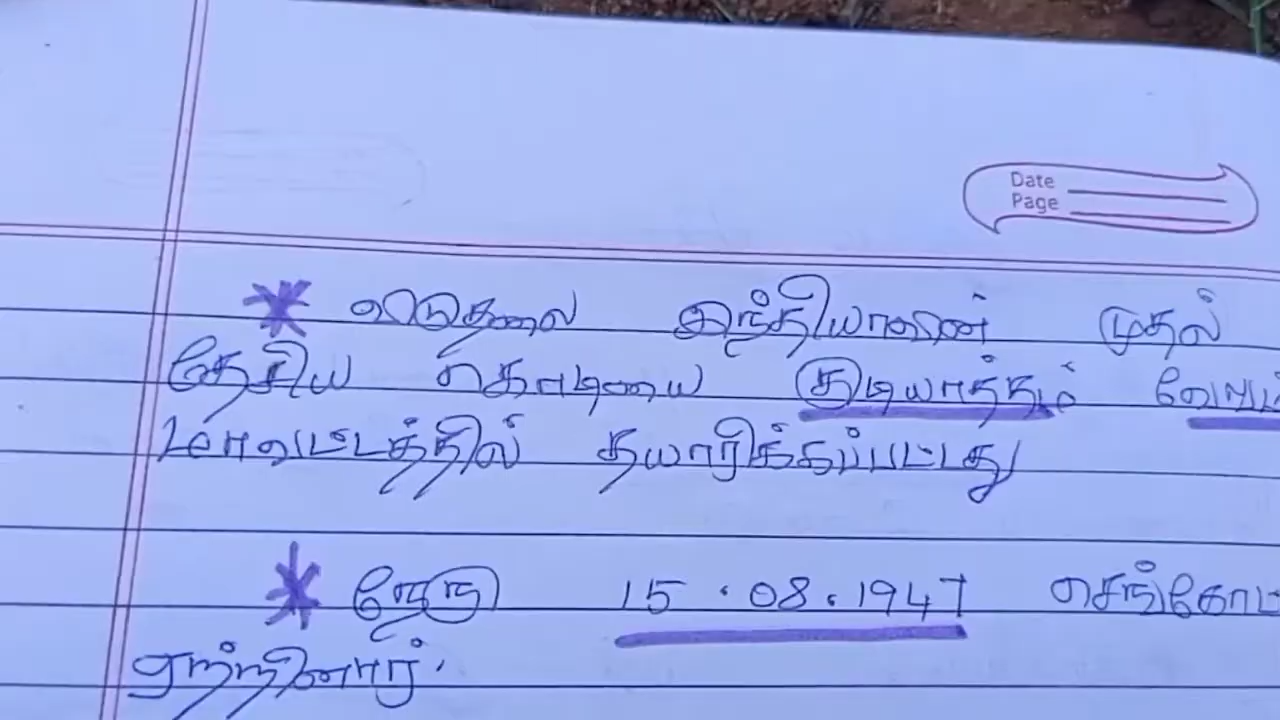 Date
Page
* விடுதலை இந்தியாவின் முதல்
தேசிய கொடியை குடியாத்தம்
மாவட்டத்தில் தயாரிக்கப்பட்டது
* நேரு 15.08.1947
ஏற்றினார்.